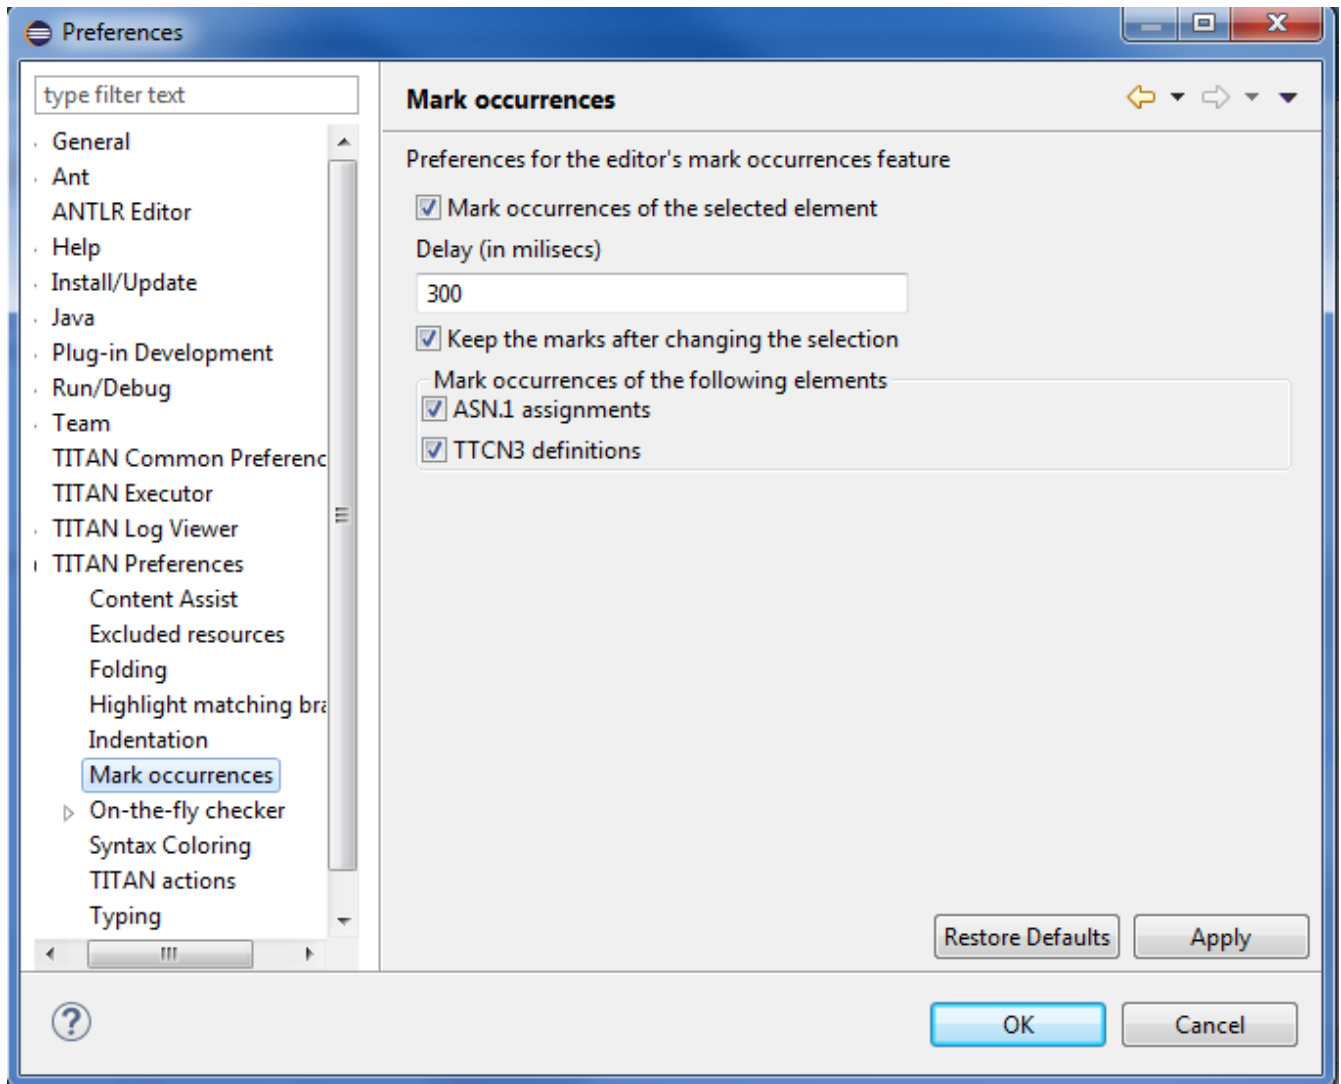 Preferences
type filter text
General
Ant
ANTLR Editor
Help
Install/Update
Java
Plug-in Development
Run/Debug
Team
TITAN Common Preferenc
TITAN Executor
TITAN Log Viewer
TITAN Preferences
Content Assist
Excluded resources
Folding
Highlight matching bra
Indentation
Mark occurrences
On-the-fly checker
Syntax Coloring
TITAN actions
Typing
Mark occurrences
Preferences for the editor's mark occurrences feature
Mark occurrences of the selected element
Delay (in milisecs)
300
Keep the marks after changing the selection
Mark occurrences of the following elements
ASN.1 assignments
TTCN3 definitions
Restore Defaults
Apply
OK
Cancel